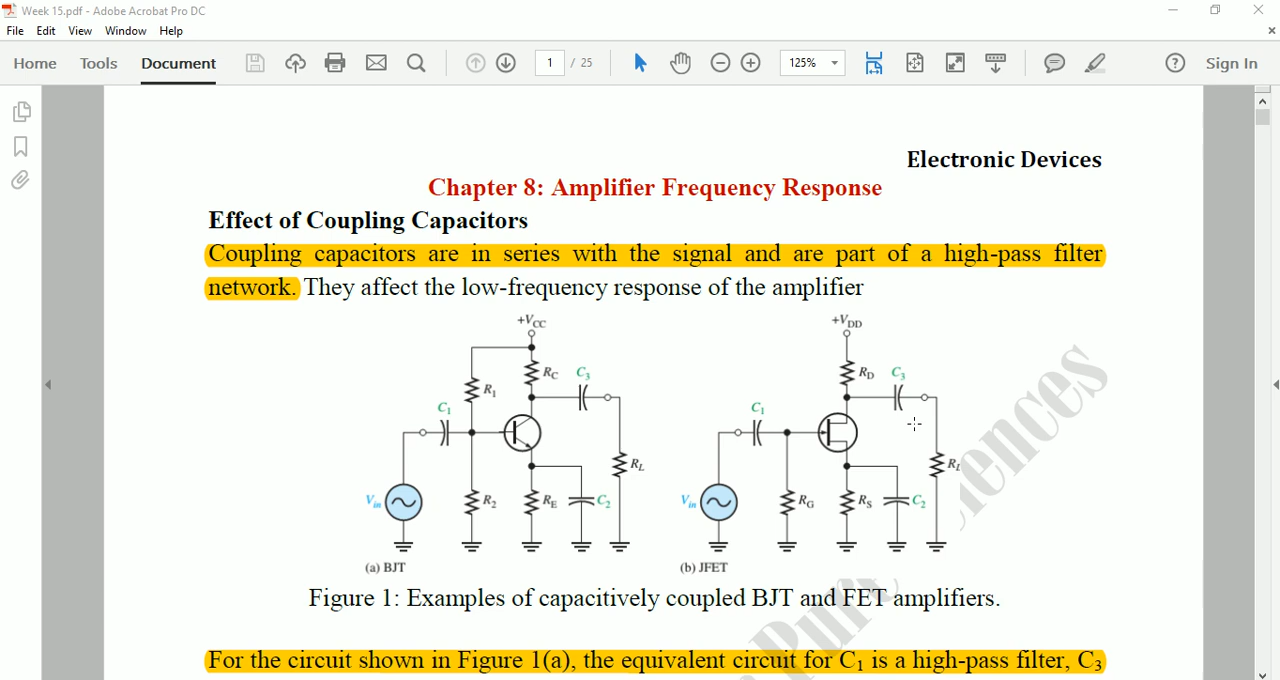 Week 15.pdf - Adobe Acrobat Pro DC
File Edit View Window Help
Home Tools Document 1 / 25 125% Sign In
Electronic Devices
Chapter 8: Amplifier Frequency Response
Effect of Coupling Capacitors
Coupling capacitors are in series with the signal and are part of a high-pass filter
network. They affect the low-frequency response of the amplifier
+VCC
RC
C3
R1
C1
RL
Vin
R2
RE
C2
(a) BJT
+VDD
RD
C3
C1
Vin
RG
RS
C2
(b) JFET
Figure 1: Examples of capacitively coupled BJT and FET amplifiers.
For the circuit shown in Figure 1(a), the equivalent circuit for C1 is a high-pass filter, C3